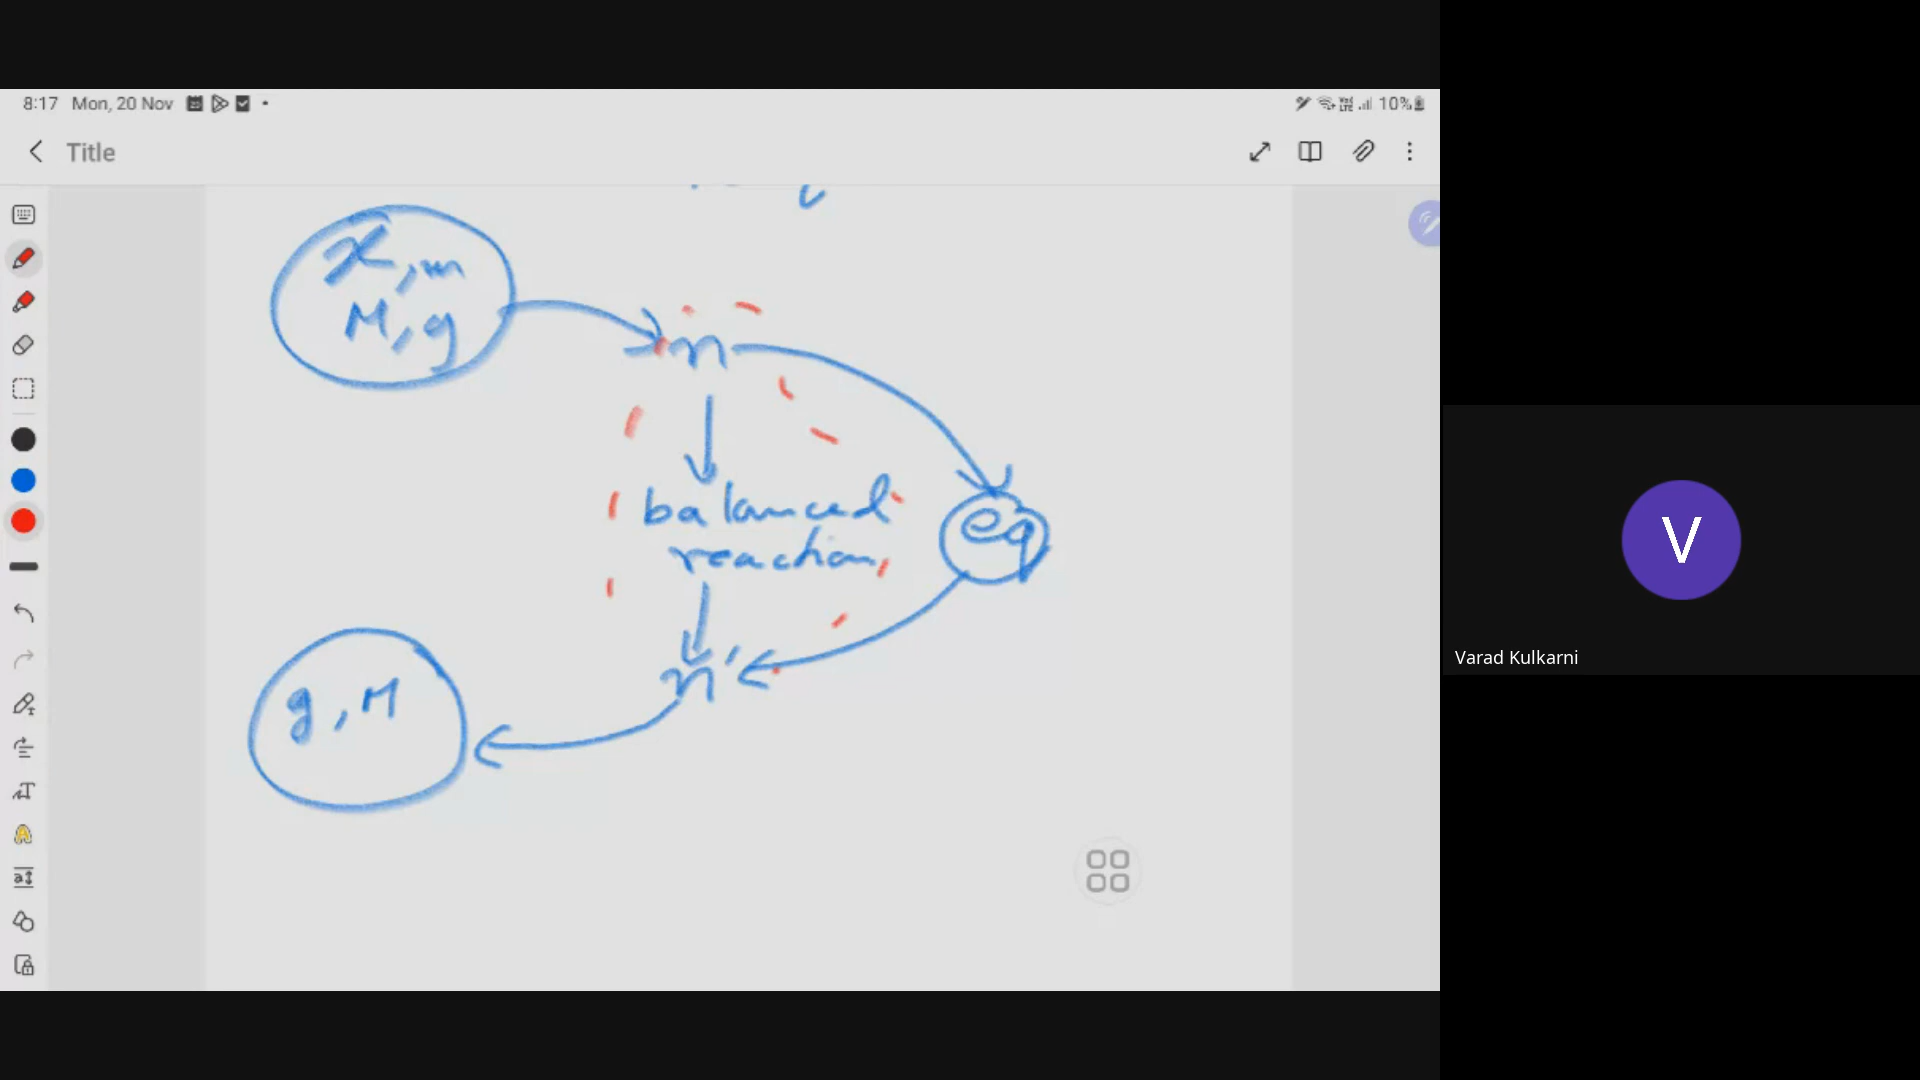 8:17 Mon, 20 Nov
10%
Title
x, m
M, g
n
balanced
reaction
eq
n'
g, M
V
Varad Kulkarni